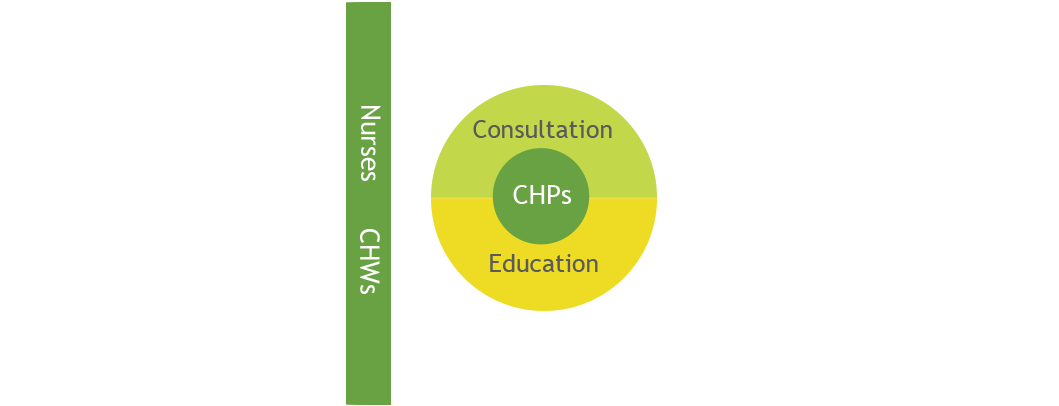 Nurses
CHWs
Consultation
CHPs
Education